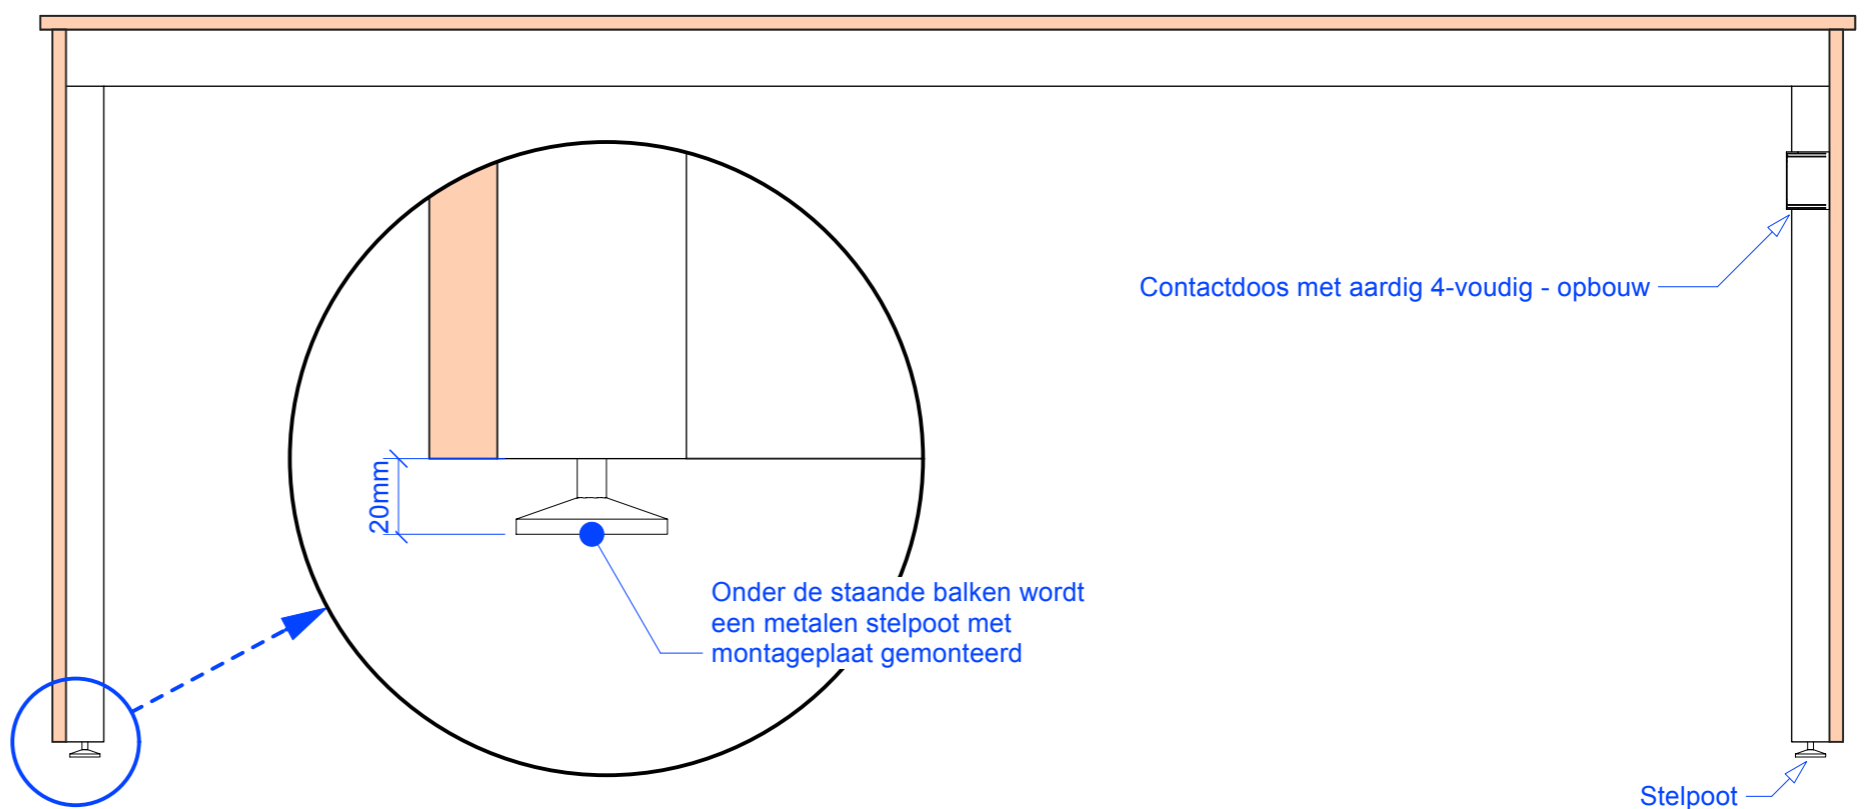 Contactdoos met aardig 4-voudig - opbouw
20mm
Onder de staande balken wordt
een metalen stelpoot met
montageplaat gemonteerd
Stelpoot